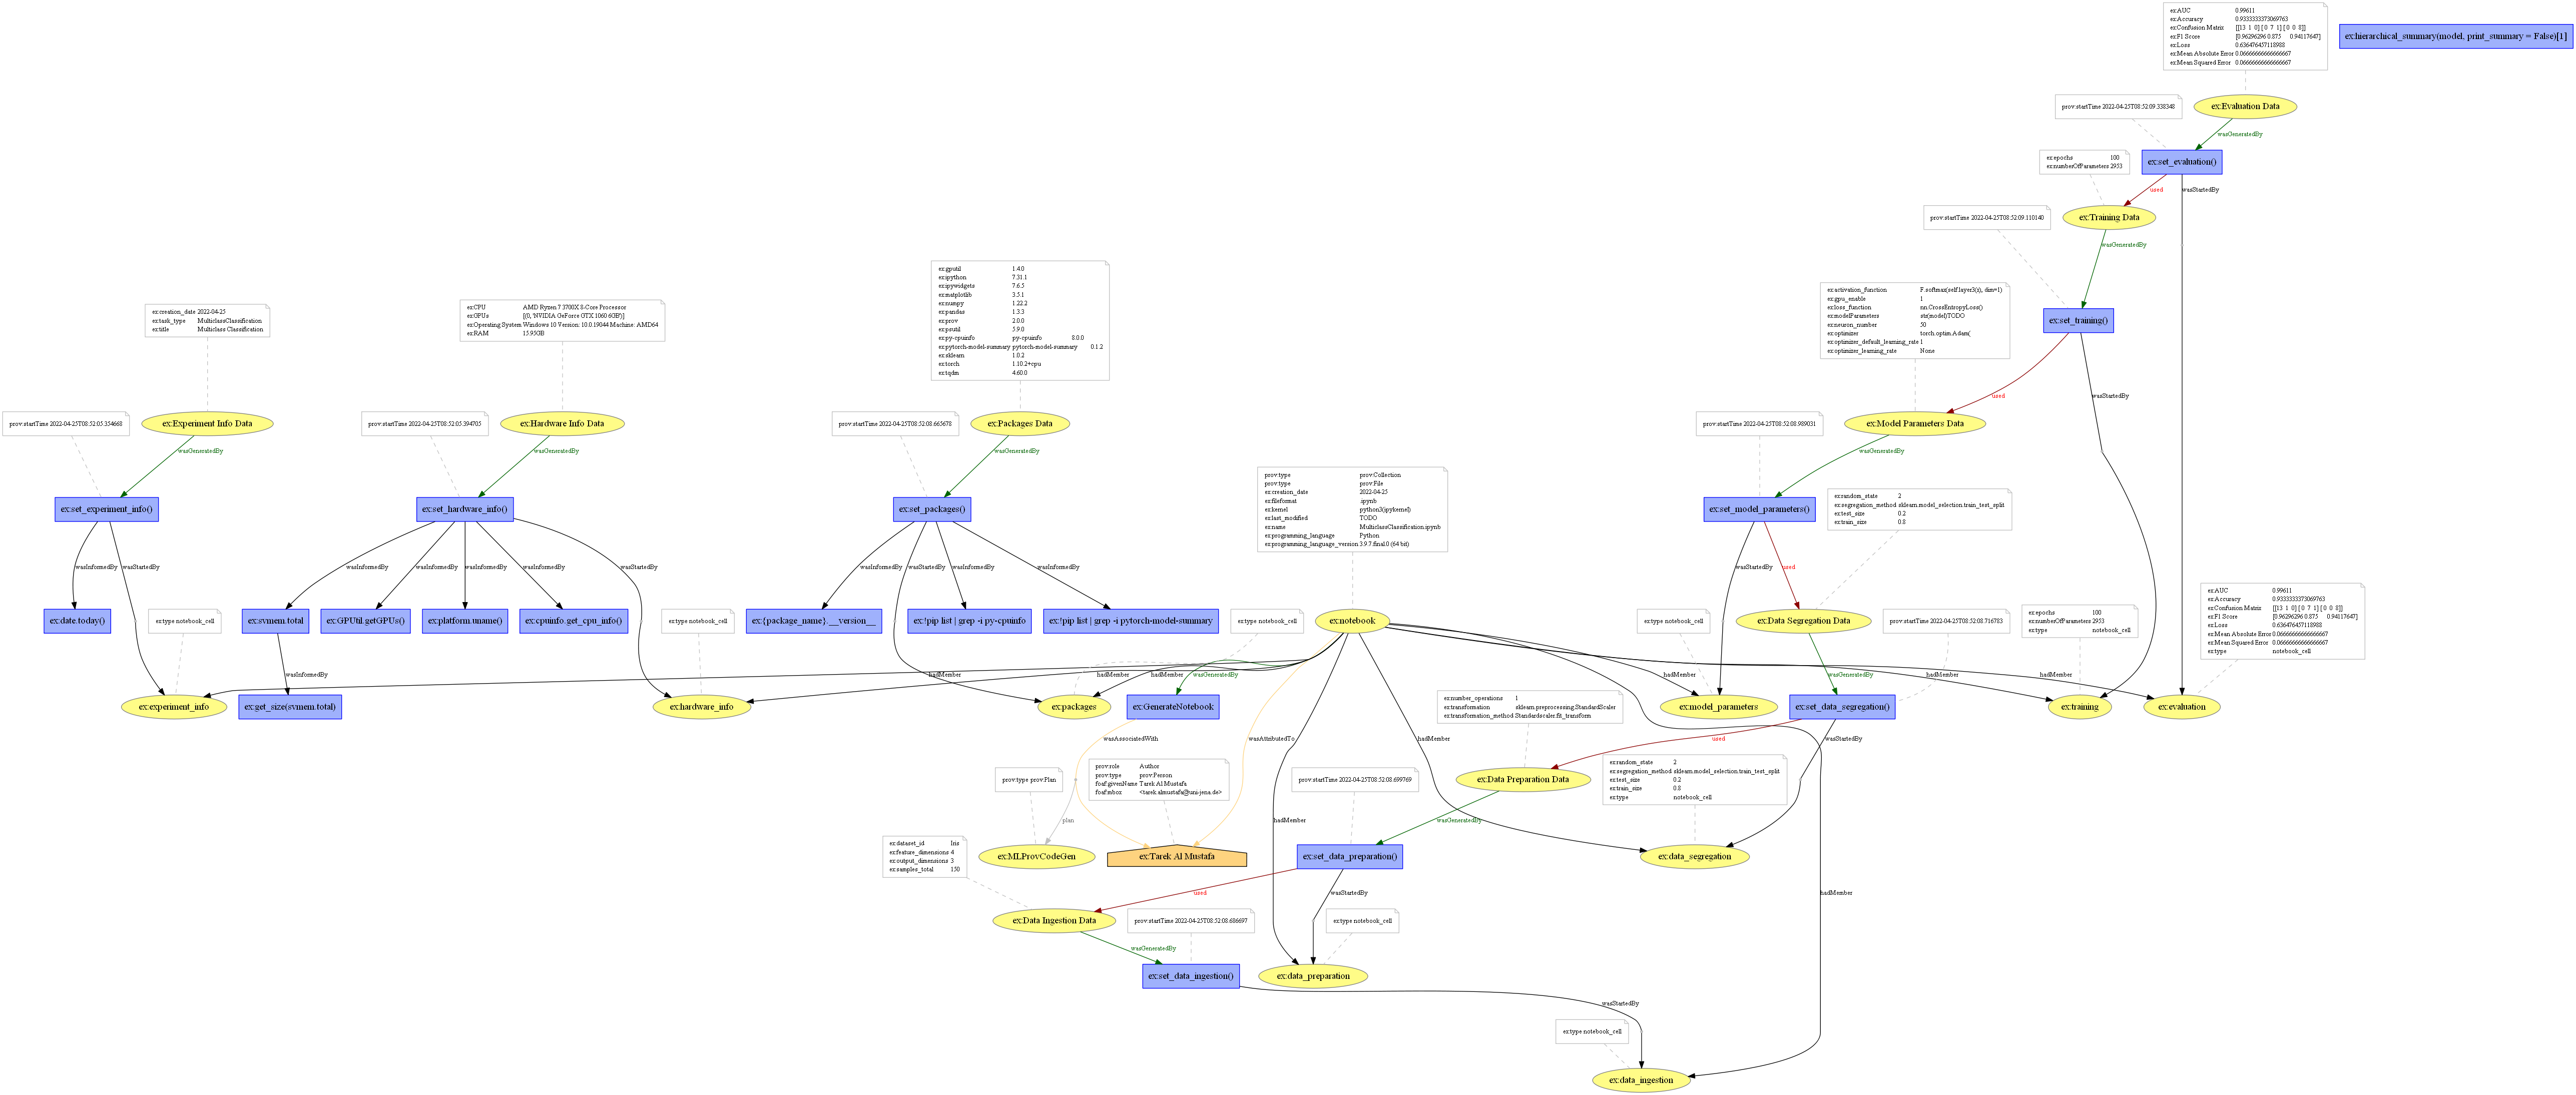 ex:AUC 0.99611
ex:Accuracy 0.9333333373069763
ex:Confusion Matrix [[13 1 0] [ 0 7 1] [ 0 0 8]]
ex:F1 Score [0.96296296 0.875 0.94117647]
ex:Loss 0.636476457118988
ex:Mean Absolute Error 0.06666666666666667
ex:Mean Squared Error 0.06666666666666667
ex:hierarchical_summary(model, print_summary = False)[1]
prov:startTime 2022-04-25T08:52:09.338348
ex:Evaluation Data
wasGeneratedBy
ex:epochs 100
ex:numberOfParameters 2953
ex:set_evaluation()
used
wasStartedBy
prov:startTime 2022-04-25T08:52:09.110140
ex:Training Data
wasGeneratedBy
ex:activation_function F.softmax(self.layer3(x), dim=1)
ex:gpu_enable 1
ex:loss_function nn.CrossEntropyLoss()
ex:modelParameters str(model)TODO
ex:neuron_number 50
ex:optimizer torch.optim.Adam(
ex:optimizer_default_learning_rate 1
ex:optimizer_learning_rate None
ex:set_training()
used
wasStartedBy
ex:gputil 1.4.0
ex:ipython 7.31.1
ex:ipywidgets 7.6.5
ex:matplotlib 3.5.1
ex:numpy 1.22.2
ex:pandas 1.3.3
ex:prov 2.0.0
ex:psutil 5.9.0
ex:py-cpuinfo py-cpuinfo 8.0.0
ex:pytorch-model-summary pytorch-model-summary 0.1.2
ex:sklearn 1.0.2
ex:torch 1.10.2+cpu
ex:tqdm 4.60.0
ex:creation_date 2022-04-25
ex:task_type MulticlassClassification
ex:title Multiclass Classification
ex:CPU AMD Ryzen 7 3700X 8-Core Processor
ex:GPUs [(0, 'NVIDIA GeForce GTX 1060 6GB')]
ex:Operating System Windows 10 Version: 10.0.19044 Machine: AMD64
ex:RAM 15.95GB
prov:startTime 2022-04-25T08:52:05.354668
ex:Experiment Info Data
prov:startTime 2022-04-25T08:52:05.394705
ex:Hardware Info Data
prov:startTime 2022-04-25T08:52:08.665678
ex:Packages Data
prov:startTime 2022-04-25T08:52:08.989031
ex:Model Parameters Data
wasGeneratedBy
wasGeneratedBy
wasGeneratedBy
wasGeneratedBy
prov:type prov:Collection
prov:type prov:File
ex:creation_date 2022-04-25
ex:fileformat .ipynb
ex:kernel python3(ipykernel)
ex:last_modified TODO
ex:name MulticlassClassification.ipynb
ex:programming_language Python
ex:programming_language_version 3.9.7.final.0 (64 bit)
ex:random_state 2
ex:segregation_method sklearn.model_selection.train_test_split
ex:test_size 0.2
ex:train_size 0.8
ex:set_experiment_info()
ex:set_hardware_info()
ex:set_packages()
ex:set_model_parameters()
wasInformedBy
wasStartedBy
wasInformedBy
wasInformedBy
wasInformedBy
wasInformedBy
wasStartedBy
wasInformedBy
wasStartedBy
wasInformedBy
wasInformedBy
wasStartedBy
used
ex:date.today()
ex:type notebook_cell
ex:svmem.total
ex:GPUtil.getGPUs()
ex:platform.uname()
ex:cpuinfo.get_cpu_info()
ex:type notebook_cell
ex:{package_name}.__version__
ex:!pip list | grep -i py-cpuinfo
ex:!pip list | grep -i pytorch-model-summary
ex:type notebook_cell
ex:notebook
ex:type notebook_cell
ex:Data Segregation Data
prov:startTime 2022-04-25T08:52:08.716783
ex:epochs 100
ex:numberOfParameters 2953
ex:type notebook_cell
ex:AUC 0.99611
ex:Accuracy 0.9333333373069763
ex:Confusion Matrix [[13 1 0] [ 0 7 1] [ 0 0 8]]
ex:F1 Score [0.96296296 0.875 0.94117647]
ex:Loss 0.636476457118988
ex:Mean Absolute Error 0.06666666666666667
ex:Mean Squared Error 0.06666666666666667
ex:type notebook_cell
wasInformedBy
hadMember
hadMember
hadMember
wasGeneratedBy
hadMember
wasGeneratedBy
hadMember
hadMember
ex:experiment_info
ex:get_size(svmem.total)
ex:hardware_info
ex:packages
ex:GenerateNotebook
ex:number_operations 1
ex:transformation sklearn.preprocessing.StandardScaler
ex:transformation_method Standardscaler.fit_transform
ex:model_parameters
ex:set_data_segregation()
ex:training
ex:evaluation
wasAssociatedWith
wasAttributedTo
hadMember
used
wasStartedBy
prov:type prov:Plan
prov:role Author
prov:type prov:Person
foaf:givenName Tarek Al Mustafa
foaf:mbox <tarek.almustafa@uni-jena.de>
prov:startTime 2022-04-25T08:52:08.699769
ex:Data Preparation Data
ex:random_state 2
ex:segregation_method sklearn.model_selection.train_test_split
ex:test_size 0.2
ex:train_size 0.8
ex:type notebook_cell
plan
hadMember
wasGeneratedBy
ex:dataset_id Iris
ex:feature_dimensions 4
ex:output_dimensions 3
ex:samples_total 150
ex:MLProvCodeGen
ex:Tarek Al Mustafa
ex:set_data_preparation()
ex:data_segregation
used
wasStartedBy
hadMember
ex:Data Ingestion Data
prov:startTime 2022-04-25T08:52:08.686697
ex:type notebook_cell
wasGeneratedBy
ex:set_data_ingestion()
ex:data_preparation
wasStartedBy
ex:type notebook_cell
ex:data_ingestion